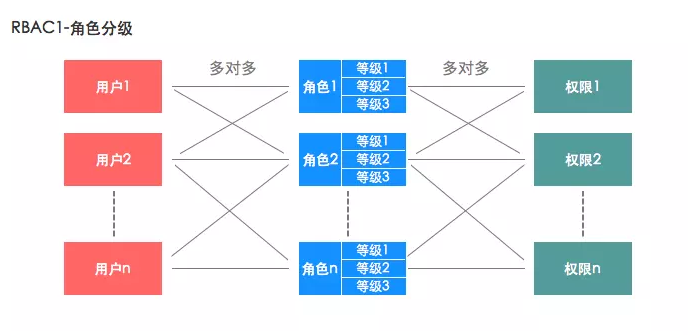 RBAC1-角色分级
多对多
多对多
用户1
角色1
等级1
等级2
等级3
权限1
用户2
角色2
等级1
等级2
等级3
权限2
用户n
角色n
等级1
等级2
等级3
权限n